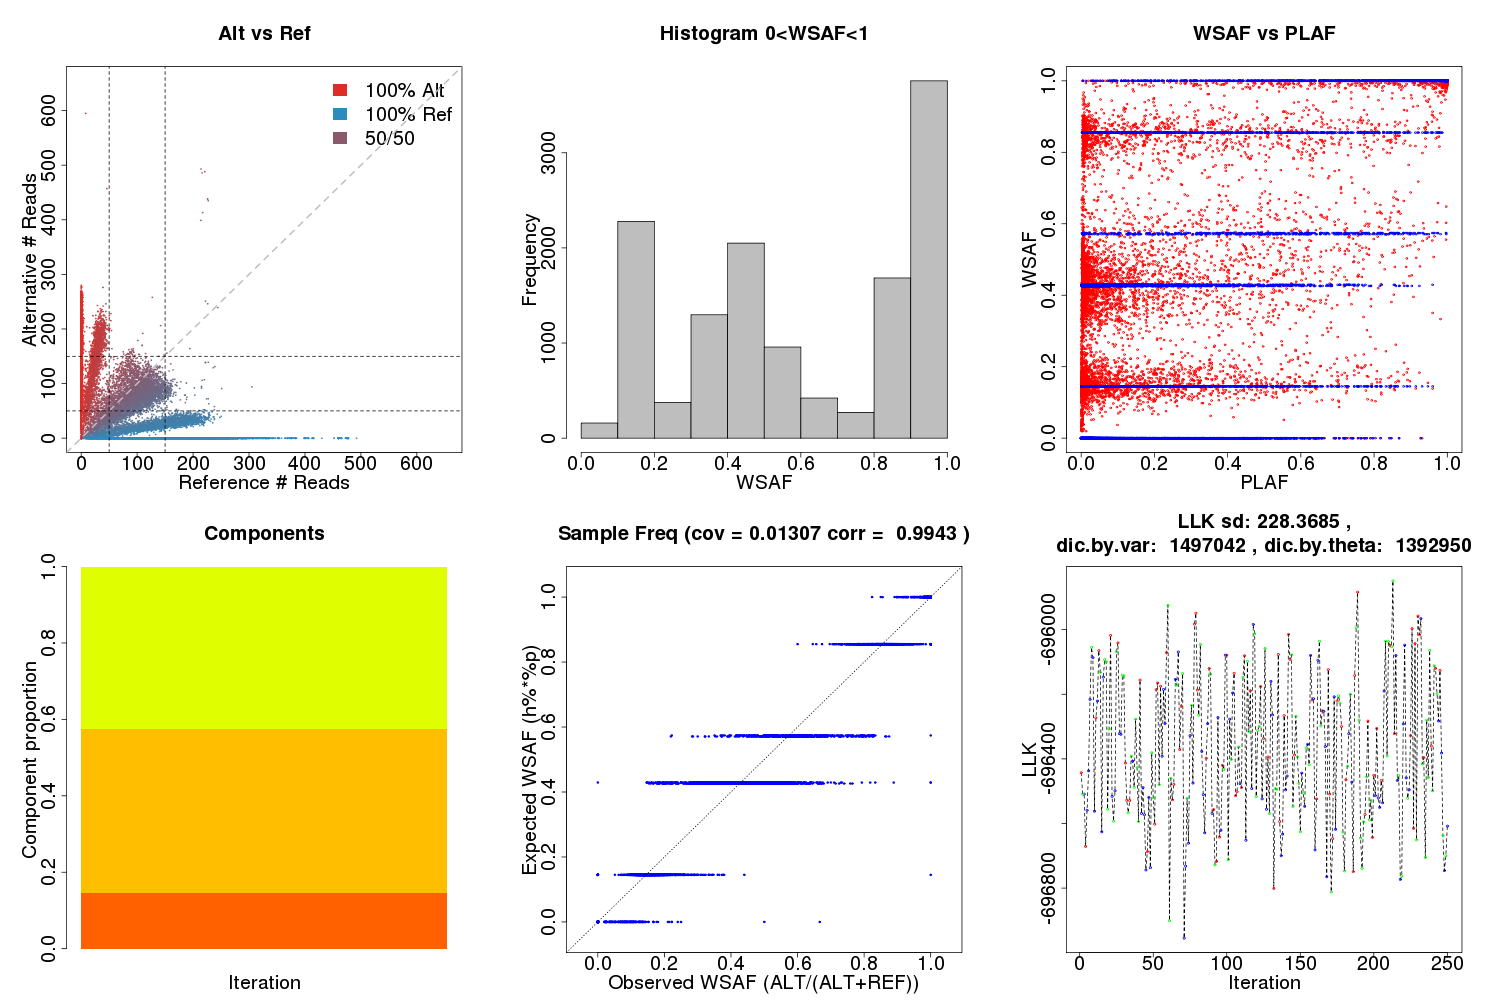 Alt vs Ref
Alternative # Reads
0 100 200 300 400 500 600
100% Alt
100% Ref
50/50
0 100 200 300 400 500 600
Reference # Reads
Histogram 0<WSAF<1
Frequency
0 1000 2000 3000
0.0 0.2 0.4 0.6 0.8 1.0
WSAF
WSAF vs PLAF
WSAF
0.0 0.2 0.4 0.6 0.8 1.0
0.0 0.2 0.4 0.6 0.8 1.0
PLAF
Components
Component proportion
0.0 0.2 0.4 0.6 0.8 1.0
Iteration
Sample Freq (cov = 0.01307 corr = 0.9943 )
Expected WSAF (h%*%p)
0.0 0.2 0.4 0.6 0.8 1.0
0.0 0.2 0.4 0.6 0.8 1.0
Observed WSAF (ALT/(ALT+REF))
LLK sd: 228.3685 ,
dic.by.var: 1497042 , dic.by.theta: 1392950
LLK
-696800 -696400 -696000
0 50 100 150 200 250
Iteration